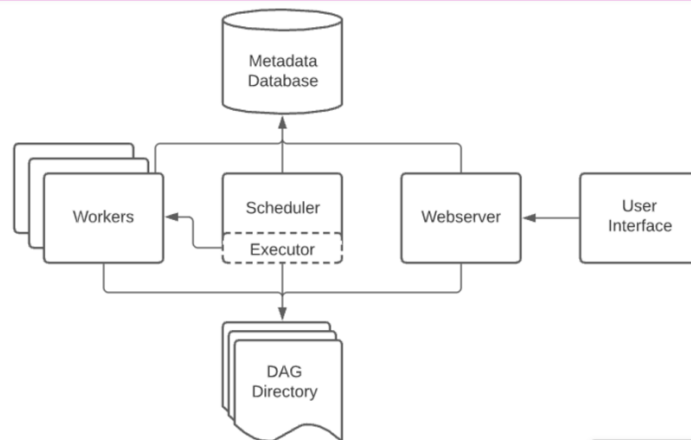 Metadata
Database
Workers
Scheduler
Executor
Webserver
User
Interface
DAG
Directory